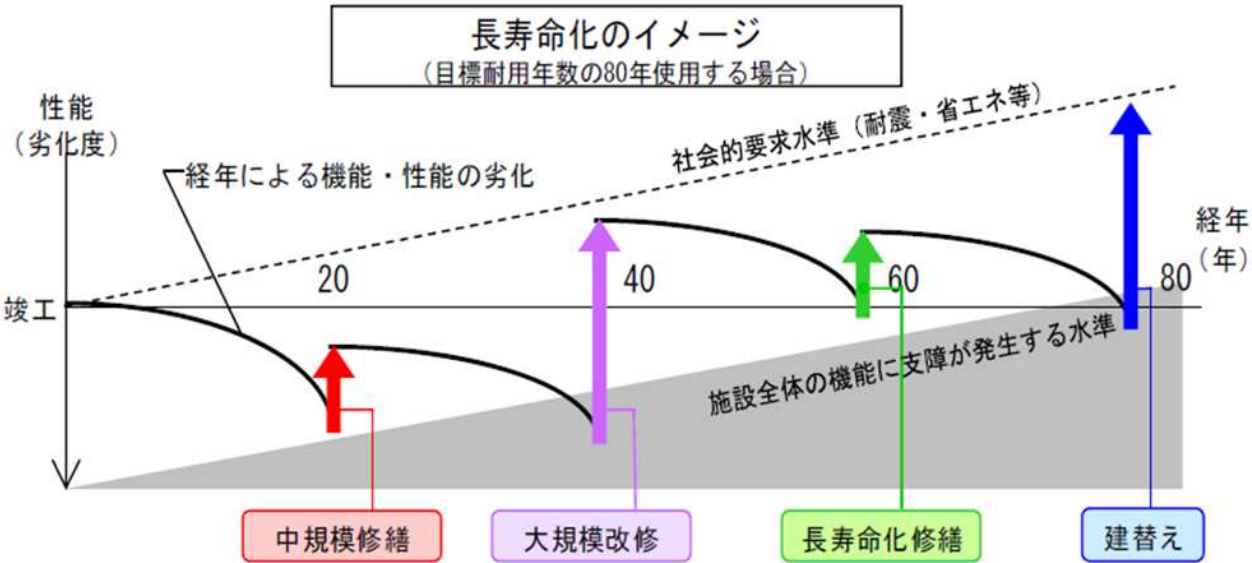 長寿命化のイメージ
（目標耐用年数の80年使用する場合）
性能
（劣化度）
経年による機能・性能の劣化
社会的要求水準（耐震・省エネ等）
経年
（年）
20
40
60
80
竣工
施設全体の機能に支障が発生する水準
中規模修繕
大規模改修
長寿命化修繕
建替え